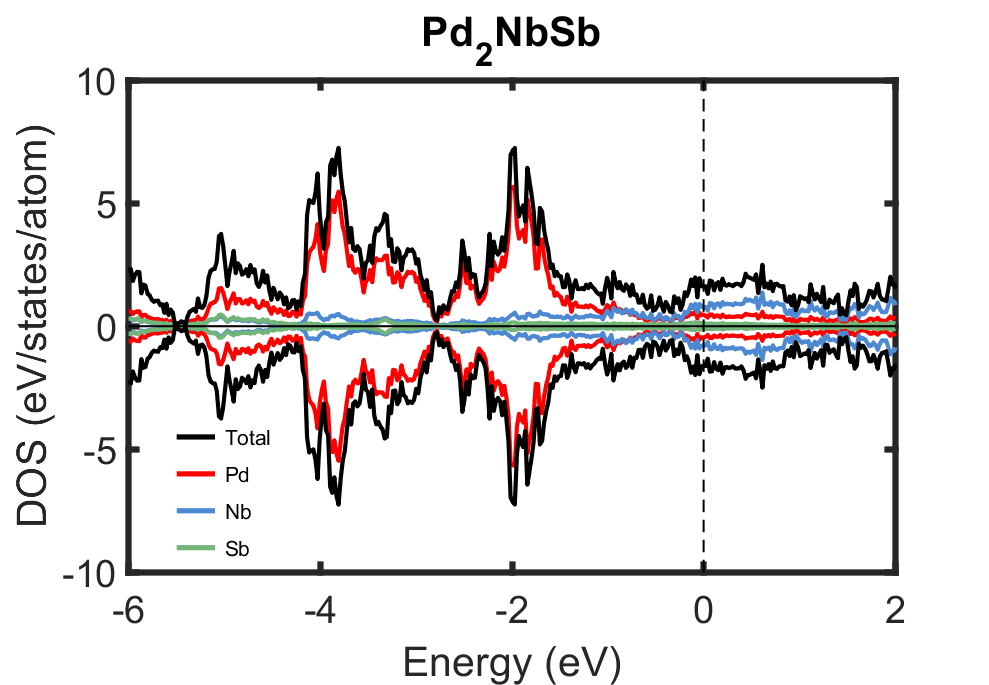 Pd2NbSb
10
5
0
-5
-10
DOS (eV/states/atom)
Total
Pd
Nb
Sb
-6 -4 -2 0 2
Energy (eV)